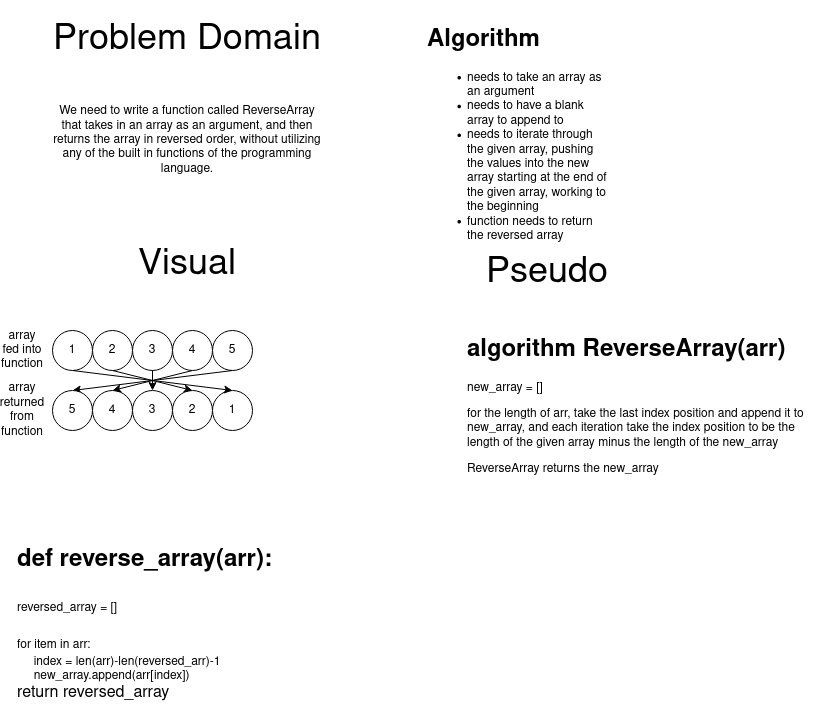 Problem Domain
We need to write a function called ReverseArray
that takes in an array as an argument, and then
returns the array in reversed order, without utilizing
any of the built in functions of the programming
language.
Algorithm
• needs to take an array as
an argument
• needs to have a blank
array to append to
• needs to iterate through
the given array, pushing
the values into the new
array starting at the end of
the given array, working to
the beginning
• function needs to return
the reversed array
Visual
array
fed into
function
1 2 3 4 5
array
returned
from
function
5 4 3 2 1
Pseudo
algorithm ReverseArray(arr)
new_array = []
for the length of arr, take the last index position and append it to
new_array, and each iteration take the index position to be the
length of the given array minus the length of the new_array
ReverseArray returns the new_array
def reverse_array(arr):
reversed_array = []
for item in arr:
index = len(arr)-len(reversed_arr)-1
new_array.append(arr[index])
return reversed_array